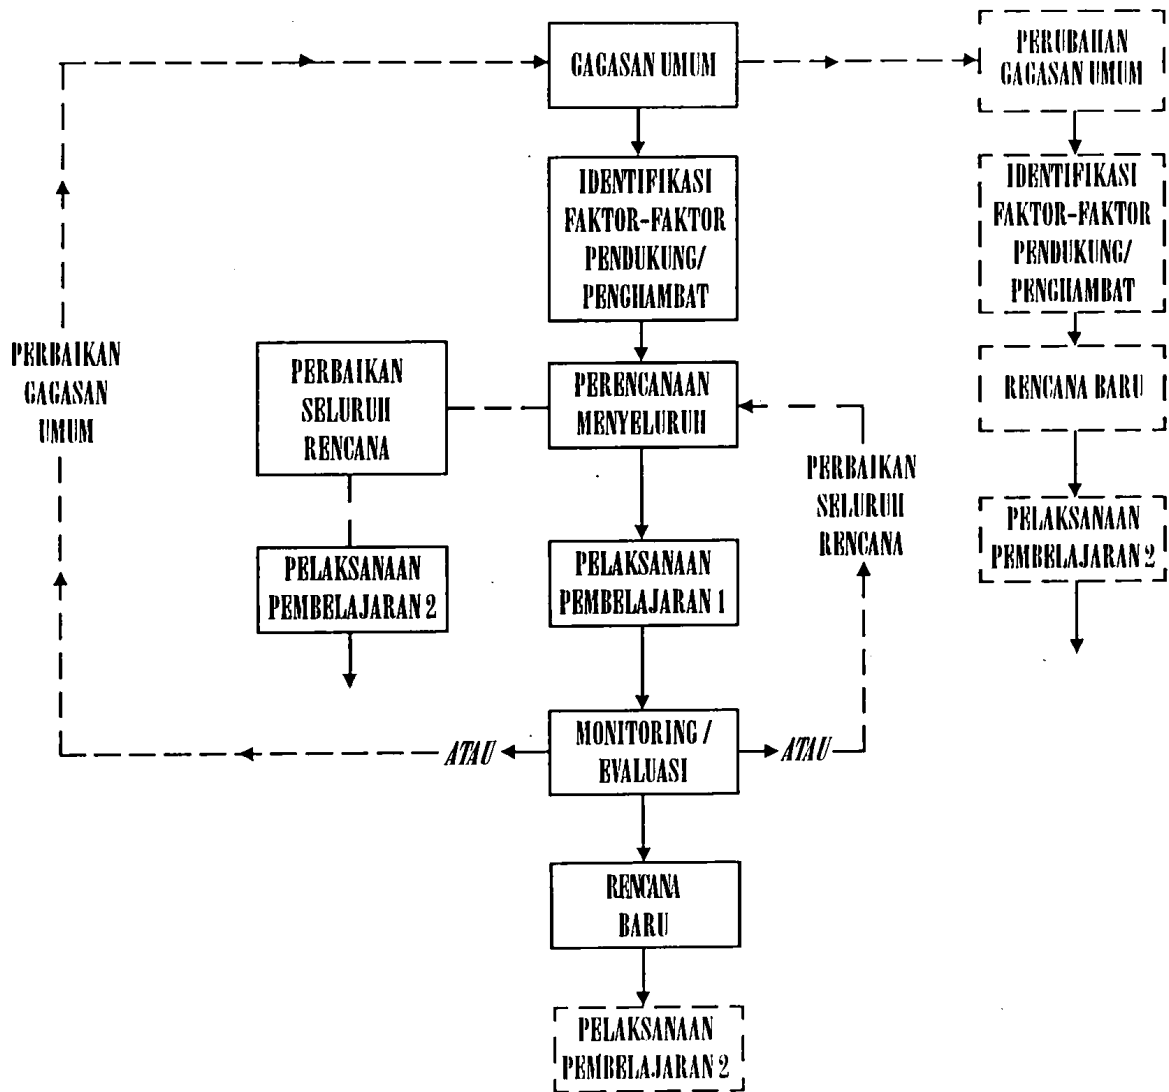 GAGASAN UMUM
PERUBAHAN
GAGASAN UMUM
IDENTIFIKASI
FAKTOR-FAKTOR
PENDUKUNG/
PENGHAMBAT
IDENTIFIKASI
FAKTOR-FAKTOR
PENDUKUNG/
PENGHAMBAT
PERBAIKAN
GAGASAN
UMUM
PERBAIKAN
SELURUH
RENCANA
PERENCANAAN
MENYELURUH
RENCANA BARU
PERBAIKAN
SELURUH
RENCANA
PELAKSANAAN
PEMBELAJARAN 2
PELAKSANAAN
PEMBELAJARAN 1
PELAKSANAAN
PEMBELAJARAN 2
ATAU
MONITORING /
EVALUASI
ATAU
RENCANA
BARU
PELAKSANAAN
PEMBELAJARAN 2